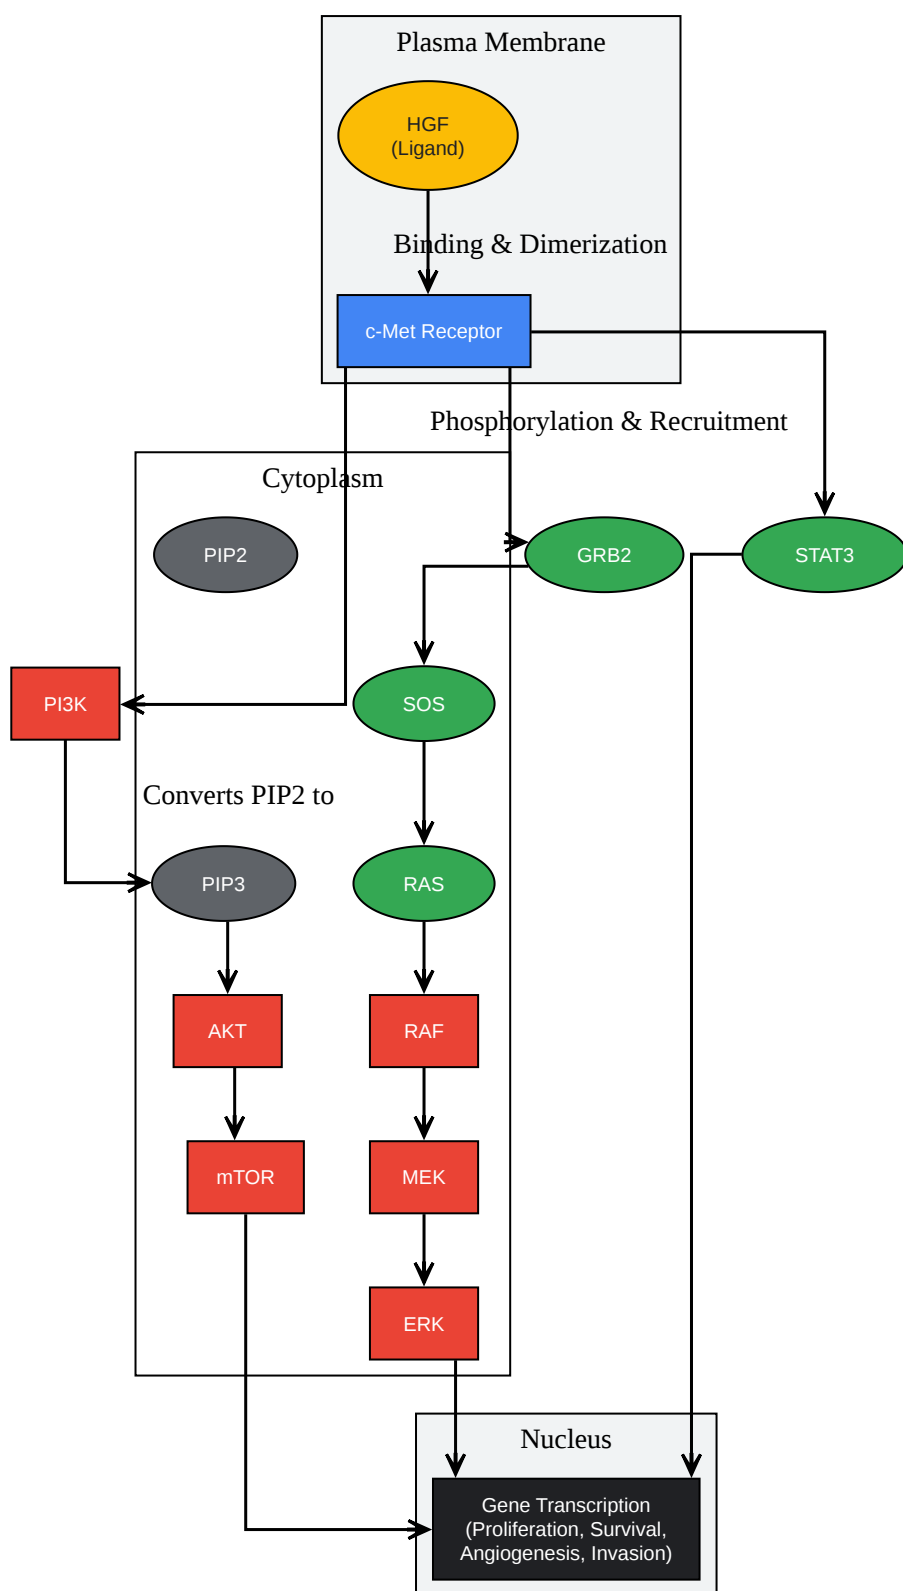 Plasma Membrane
HGF
(Ligand)
Binding & Dimerization
c-Met Receptor
Phosphorylation & Recruitment
Cytoplasm
PIP2
GRB2
STAT3
PI3K
SOS
Converts PIP2 to
PIP3
RAS
AKT
RAF
mTOR
MEK
ERK
Nucleus
Gene Transcription
(Proliferation, Survival,
Angiogenesis, Invasion)